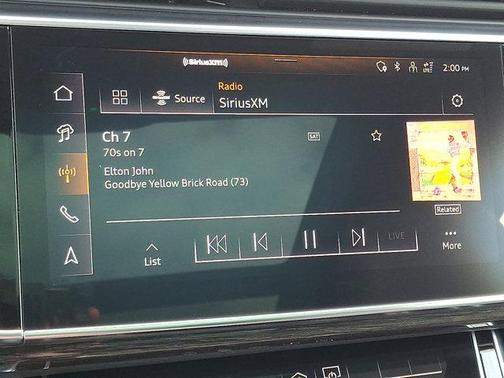 ((SiriusXM))
2:00 PM
Radio
Source
SiriusXM
Ch 7
SAT
70s on 7
Elton John
Goodbye Yellow Brick Road (73)
Related
LIVE
List
More